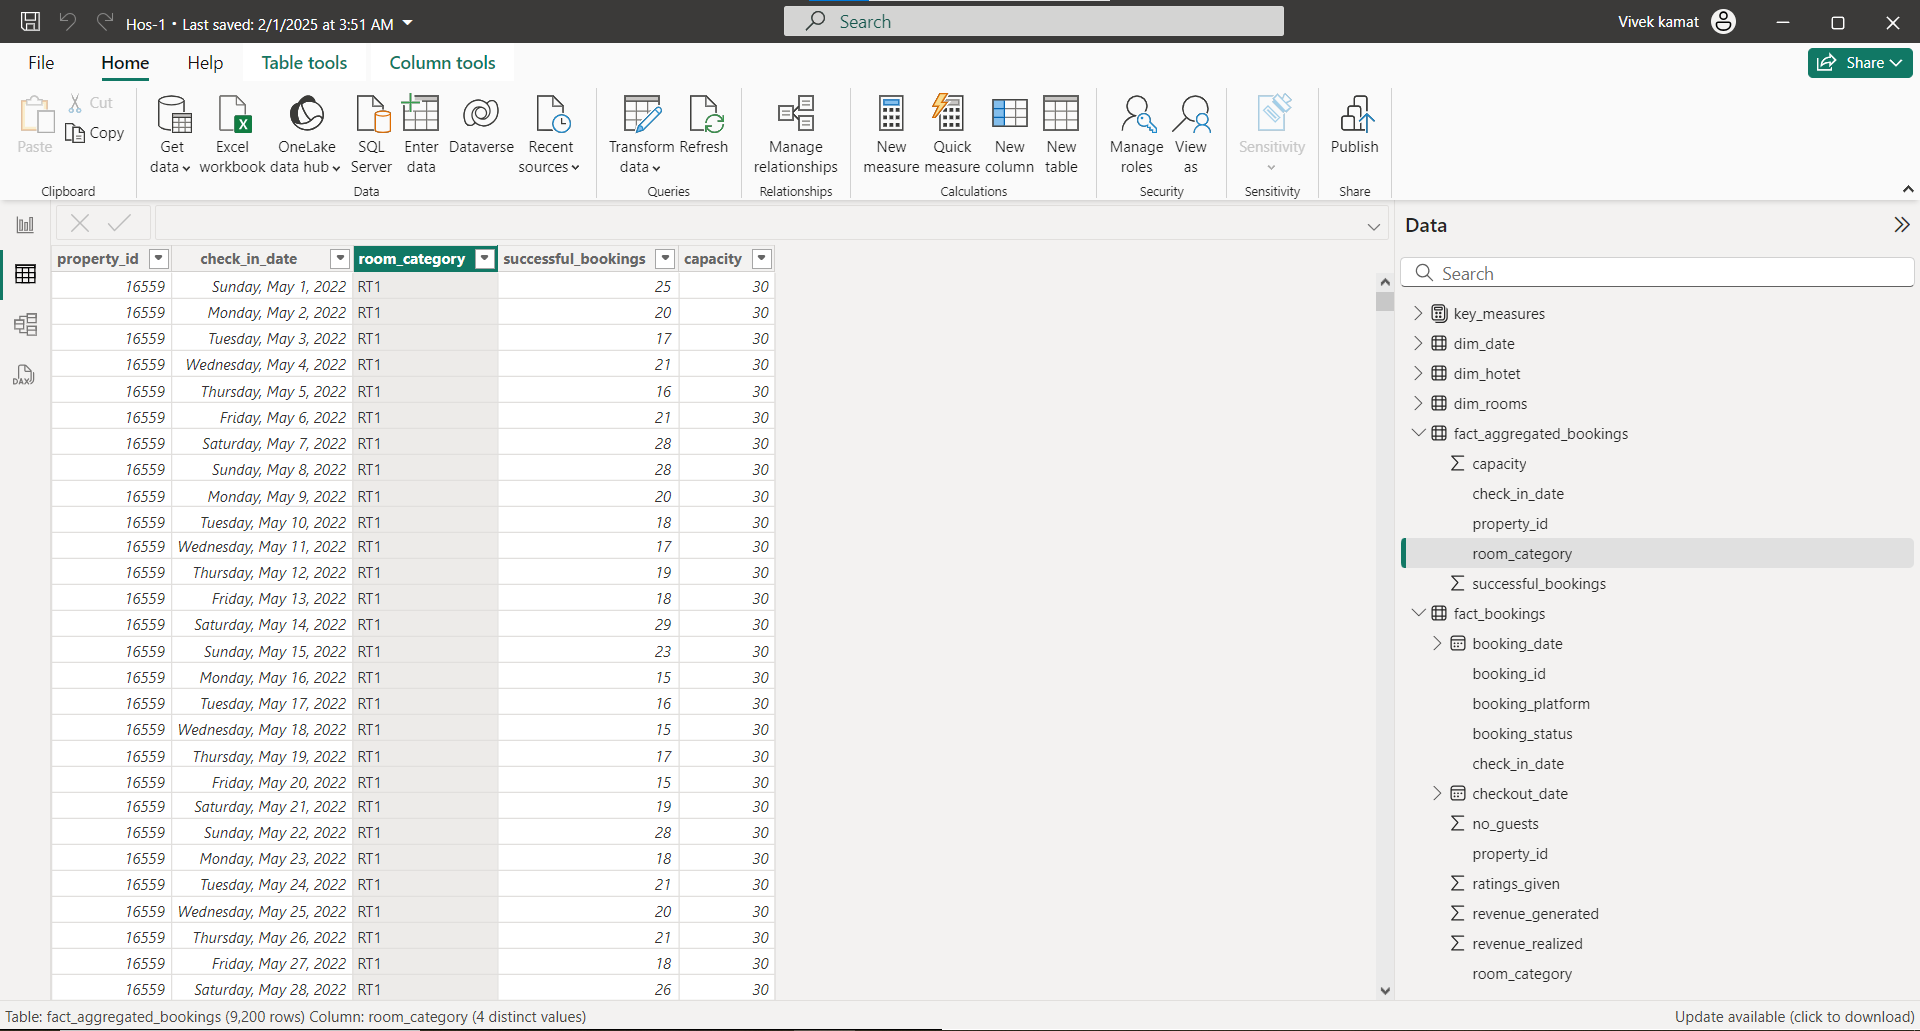 Hos-1 • Last saved: 2/1/2025 at 3:51 AM
Search
Vivek kamat
File Home Help Table tools Column tools
Share
Paste
Cut
Copy
Clipboard
Get data
Excel workbook
OneLake data hub
SQL Server
Enter data
Dataverse
Recent sources
Data
Transform data
Refresh
Queries
Manage relationships
Relationships
New measure
Quick measure
New column
New table
Calculations
Manage roles
View as
Security
Sensitivity
Sensitivity
Publish
Share
DAX
property_id check_in_date room_category successful_bookings capacity
16559 Sunday, May 1, 2022 RT1 25 30
16559 Monday, May 2, 2022 RT1 20 30
16559 Tuesday, May 3, 2022 RT1 17 30
16559 Wednesday, May 4, 2022 RT1 21 30
16559 Thursday, May 5, 2022 RT1 16 30
16559 Friday, May 6, 2022 RT1 21 30
16559 Saturday, May 7, 2022 RT1 28 30
16559 Sunday, May 8, 2022 RT1 28 30
16559 Monday, May 9, 2022 RT1 20 30
16559 Tuesday, May 10, 2022 RT1 18 30
16559 Wednesday, May 11, 2022 RT1 17 30
16559 Thursday, May 12, 2022 RT1 19 30
16559 Friday, May 13, 2022 RT1 18 30
16559 Saturday, May 14, 2022 RT1 29 30
16559 Sunday, May 15, 2022 RT1 23 30
16559 Monday, May 16, 2022 RT1 15 30
16559 Tuesday, May 17, 2022 RT1 16 30
16559 Wednesday, May 18, 2022 RT1 15 30
16559 Thursday, May 19, 2022 RT1 17 30
16559 Friday, May 20, 2022 RT1 15 30
16559 Saturday, May 21, 2022 RT1 19 30
16559 Sunday, May 22, 2022 RT1 28 30
16559 Monday, May 23, 2022 RT1 18 30
16559 Tuesday, May 24, 2022 RT1 21 30
16559 Wednesday, May 25, 2022 RT1 20 30
16559 Thursday, May 26, 2022 RT1 21 30
16559 Friday, May 27, 2022 RT1 18 30
16559 Saturday, May 28, 2022 RT1 26 30
Data
Search
key_measures
dim_date
dim_hotet
dim_rooms
fact_aggregated_bookings
capacity
check_in_date
property_id
room_category
successful_bookings
fact_bookings
booking_date
booking_id
booking_platform
booking_status
check_in_date
checkout_date
no_guests
property_id
ratings_given
revenue_generated
revenue_realized
room_category
Table: fact_aggregated_bookings (9,200 rows) Column: room_category (4 distinct values)
Update available (click to download)